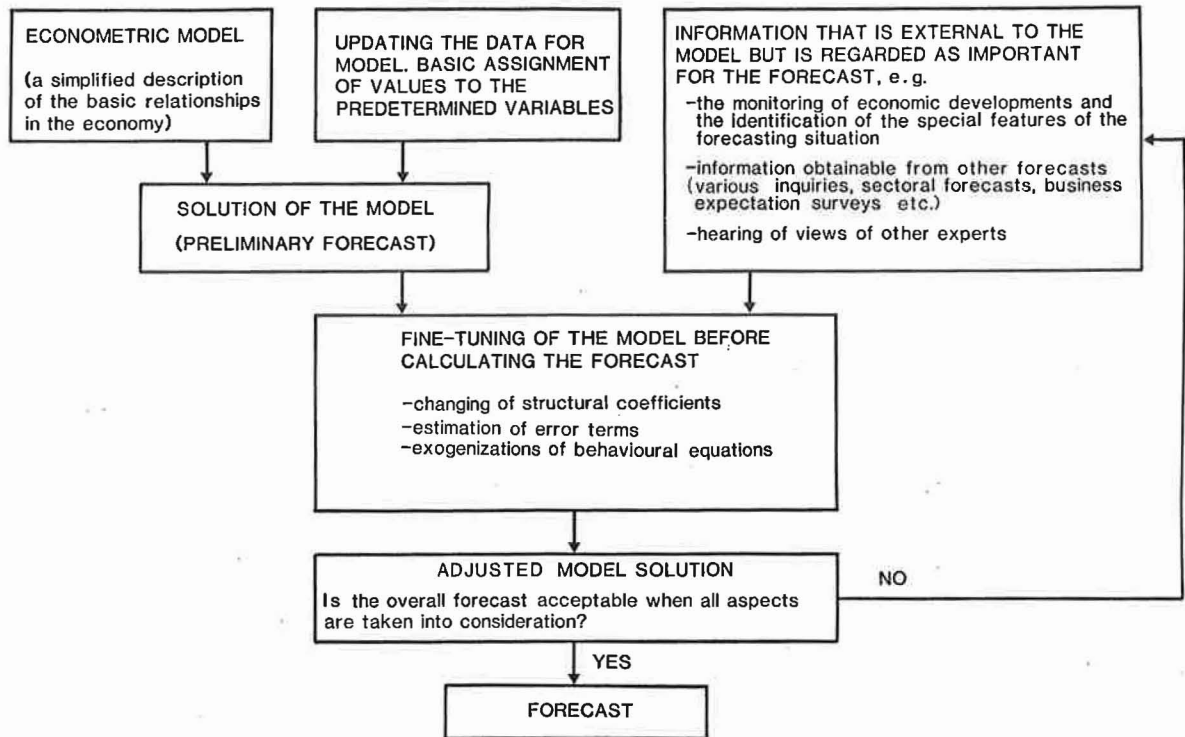 ECONOMETRIC MODEL
(a simplified description
of the basic relationships
in the economy)
UPDATING THE DATA FOR
MODEL. BASIC ASSIGNMENT
OF VALUES TO THE
PREDETERMINED VARIABLES
INFORMATION THAT IS EXTERNAL TO THE
MODEL BUT IS REGARDED AS IMPORTANT
FOR THE FORECAST, e.g.
-the monitoring of economic developments and
the identification of the special features of the
forecasting situation
-information obtainable from other forecasts
(various inquiries, sectoral forecasts, business
expectation surveys etc.)
-hearing of views of other experts
SOLUTION OF THE MODEL
(PRELIMINARY FORECAST)
FINE-TUNING OF THE MODEL BEFORE
CALCULATING THE FORECAST
-changing of structural coefficients
-estimation of error terms
-exogenizations of behavioural equations
ADJUSTED MODEL SOLUTION
Is the overall forecast acceptable when all aspects
are taken into consideration?
NO
YES
FORECAST